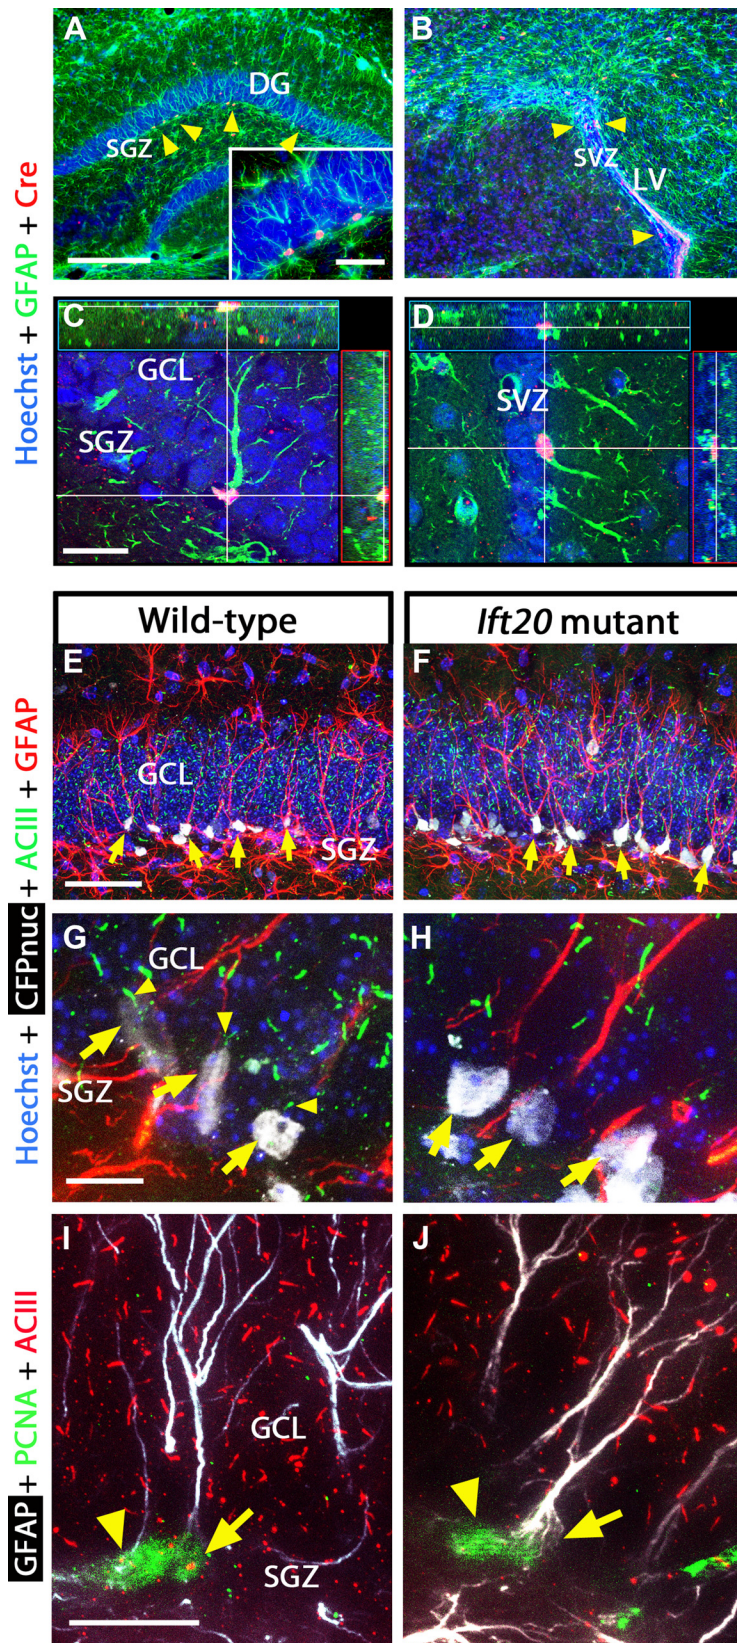 A
DG
SGZ
B
SVZ
LV
Hoechst + GFAP + Cre
C
GCL
SGZ
D
SVZ
Wild-type
Ift20 mutant
E
GCL
SGZ
F
Hoechst + CFPnuc + ACIII + GFAP
G
GCL
SGZ
H
I
GCL
SGZ
J
GFAP + PCNA + ACIII